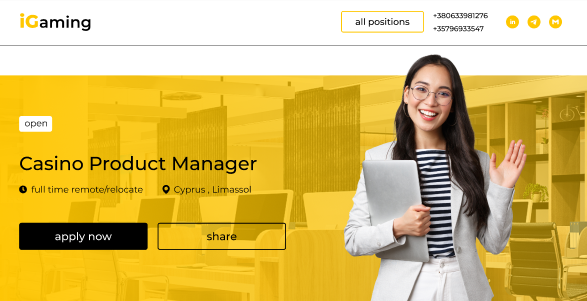 iGaming
all positions
+380633981276
+35796933547
open
Casino Product Manager
full time remote/relocate
Cyprus , Limassol
apply now
share